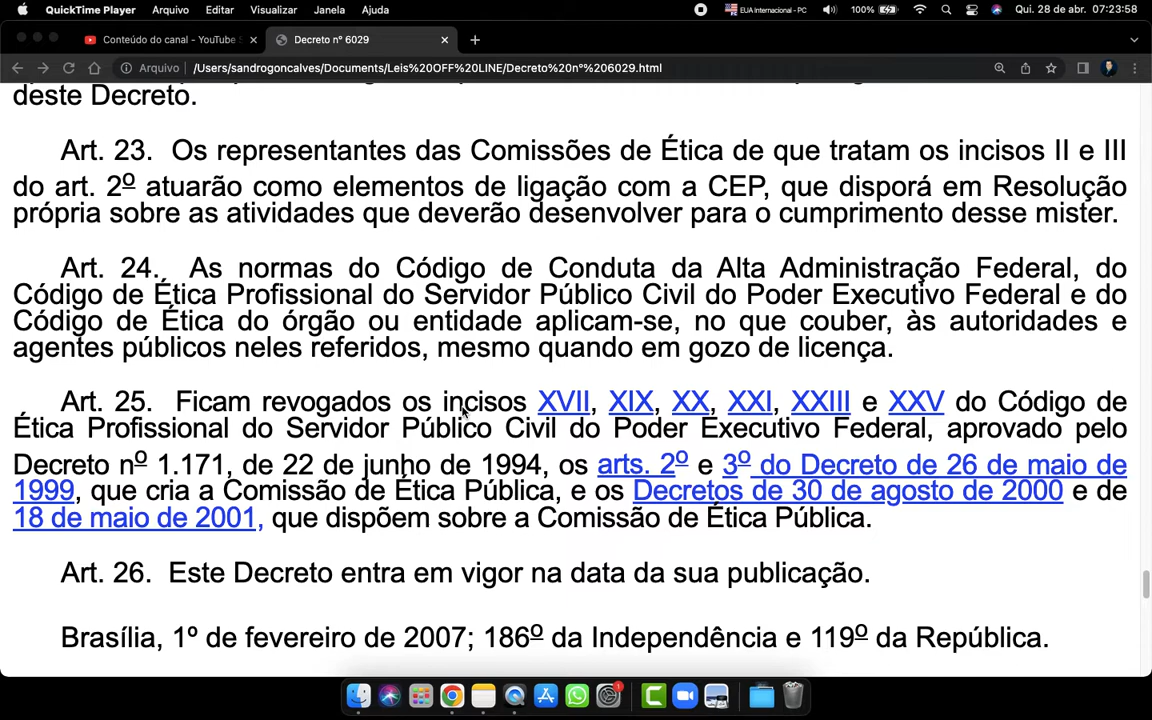 QuickTime Player Arquivo Editar Visualizar Janela Ajuda EUA Internacional - PC 100% Qui. 28 de abr. 07:23:58
Conteúdo do canal - YouTube S Decreto nº 6029
Arquivo /Users/sandrogoncalves/Documents/Leis%20OFF%20LINE/Decreto%20nº%206029.html
deste Decreto.
Art. 23. Os representantes das Comissões de Ética de que tratam os incisos II e III
do art. 2º atuarão como elementos de ligação com a CEP, que disporá em Resolução
própria sobre as atividades que deverão desenvolver para o cumprimento desse mister.
Art. 24. As normas do Código de Conduta da Alta Administração Federal, do
Código de Ética Profissional do Servidor Público Civil do Poder Executivo Federal e do
Código de Ética do órgão ou entidade aplicam-se, no que couber, às autoridades e
agentes públicos neles referidos, mesmo quando em gozo de licença.
Art. 25. Ficam revogados os incisos XVII, XIX, XX, XXI, XXIII e XXV do Código de
Ética Profissional do Servidor Público Civil do Poder Executivo Federal, aprovado pelo
Decreto nº 1.171, de 22 de junho de 1994, os arts. 2º e 3º do Decreto de 26 de maio de
1999, que cria a Comissão de Ética Pública, e os Decretos de 30 de agosto de 2000 e de
18 de maio de 2001, que dispõem sobre a Comissão de Ética Pública.
Art. 26. Este Decreto entra em vigor na data da sua publicação.
Brasília, 1º de fevereiro de 2007; 186º da Independência e 119º da República.